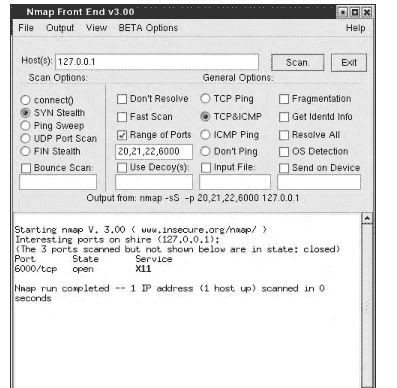 Nmap Front End v3.00
File Output View BETA Options Help
Host(s): 127.0.0.1 Scan. Exit
Scan Options: General Options:
connect() Don't Resolve TCP Ping Fragmentation
SYN Stealth Fast Scan TCP&ICMP Get Identd Info
Ping Sweep Range of Ports ICMP Ping Resolve All
UDP Port Scan 20,21,22,6000 Don't Ping OS Detection
FIN Stealth Use Decoy(s): Input File: Send on Device
Bounce Scan:
Output from: nmap -sS -p 20,21,22,6000 127.0.0.1
Starting nmap V. 3.00 ( www.insecure.org/nmap/ )
Interesting ports on shire (127.0.0.1):
(The 3 ports scanned but not shown below are in state: closed)
Port State Service
6000/tcp open X11
Nmap run completed -- 1 IP address (1 host up) scanned in 0
seconds